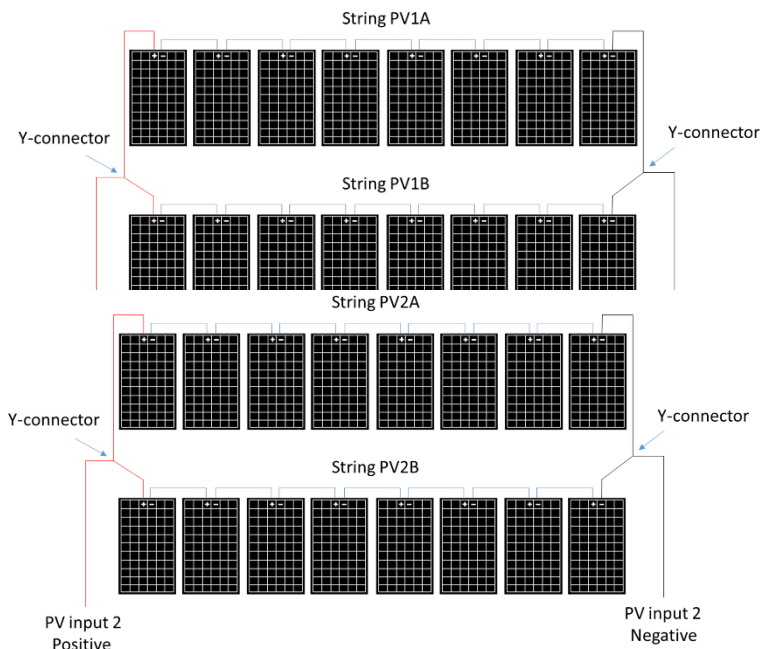 String PV1A
Y-connector
Y-connector
String PV1B
String PV2A
Y-connector
Y-connector
String PV2B
PV input 2
Positive
PV input 2
Negative